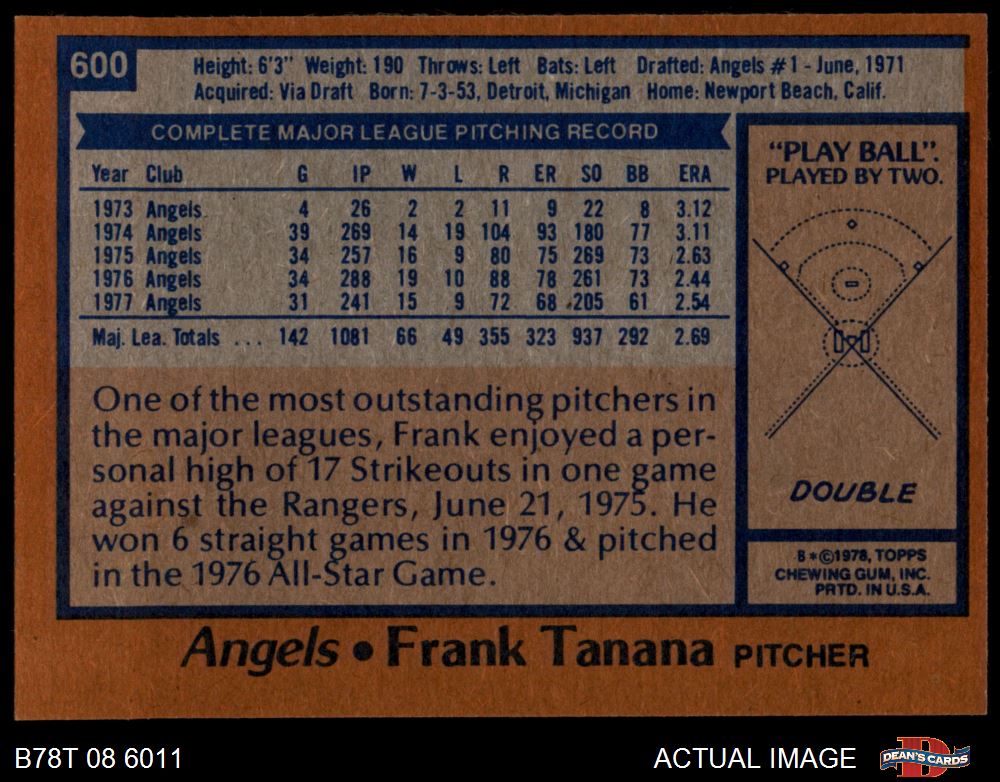 600
Height: 6'3" Weight: 190 Throws: Left Bats: Left Drafted: Angels #1 - June, 1971
Acquired: Via Draft Born: 7-3-53, Detroit, Michigan Home: Newport Beach, Calif.
COMPLETE MAJOR LEAGUE PITCHING RECORD
Year Club G IP W L R ER SO BB ERA
1973 Angels 4 26 2 2 11 9 22 8 3.12
1974 Angels 39 269 14 19 104 93 180 77 3.11
1975 Angels 34 257 16 9 80 75 269 73 2.63
1976 Angels 34 288 19 10 88 78 261 73 2.44
1977 Angels 31 241 15 9 72 68 205 61 2.54
Maj. Lea. Totals ... 142 1081 66 49 355 323 937 292 2.69
One of the most outstanding pitchers in
the major leagues, Frank enjoyed a per-
sonal high of 17 Strikeouts in one game
against the Rangers, June 21, 1975. He
won 6 straight games in 1976 & pitched
in the 1976 All-Star Game.
"PLAY BALL".
PLAYED BY TWO.
DOUBLE
B*©1978, TOPPS
CHEWING GUM, INC.
PRTD. IN U.S.A.
Angels • Frank Tanana PITCHER
B78T 08 6011
ACTUAL IMAGE
DEAN'S CARDS